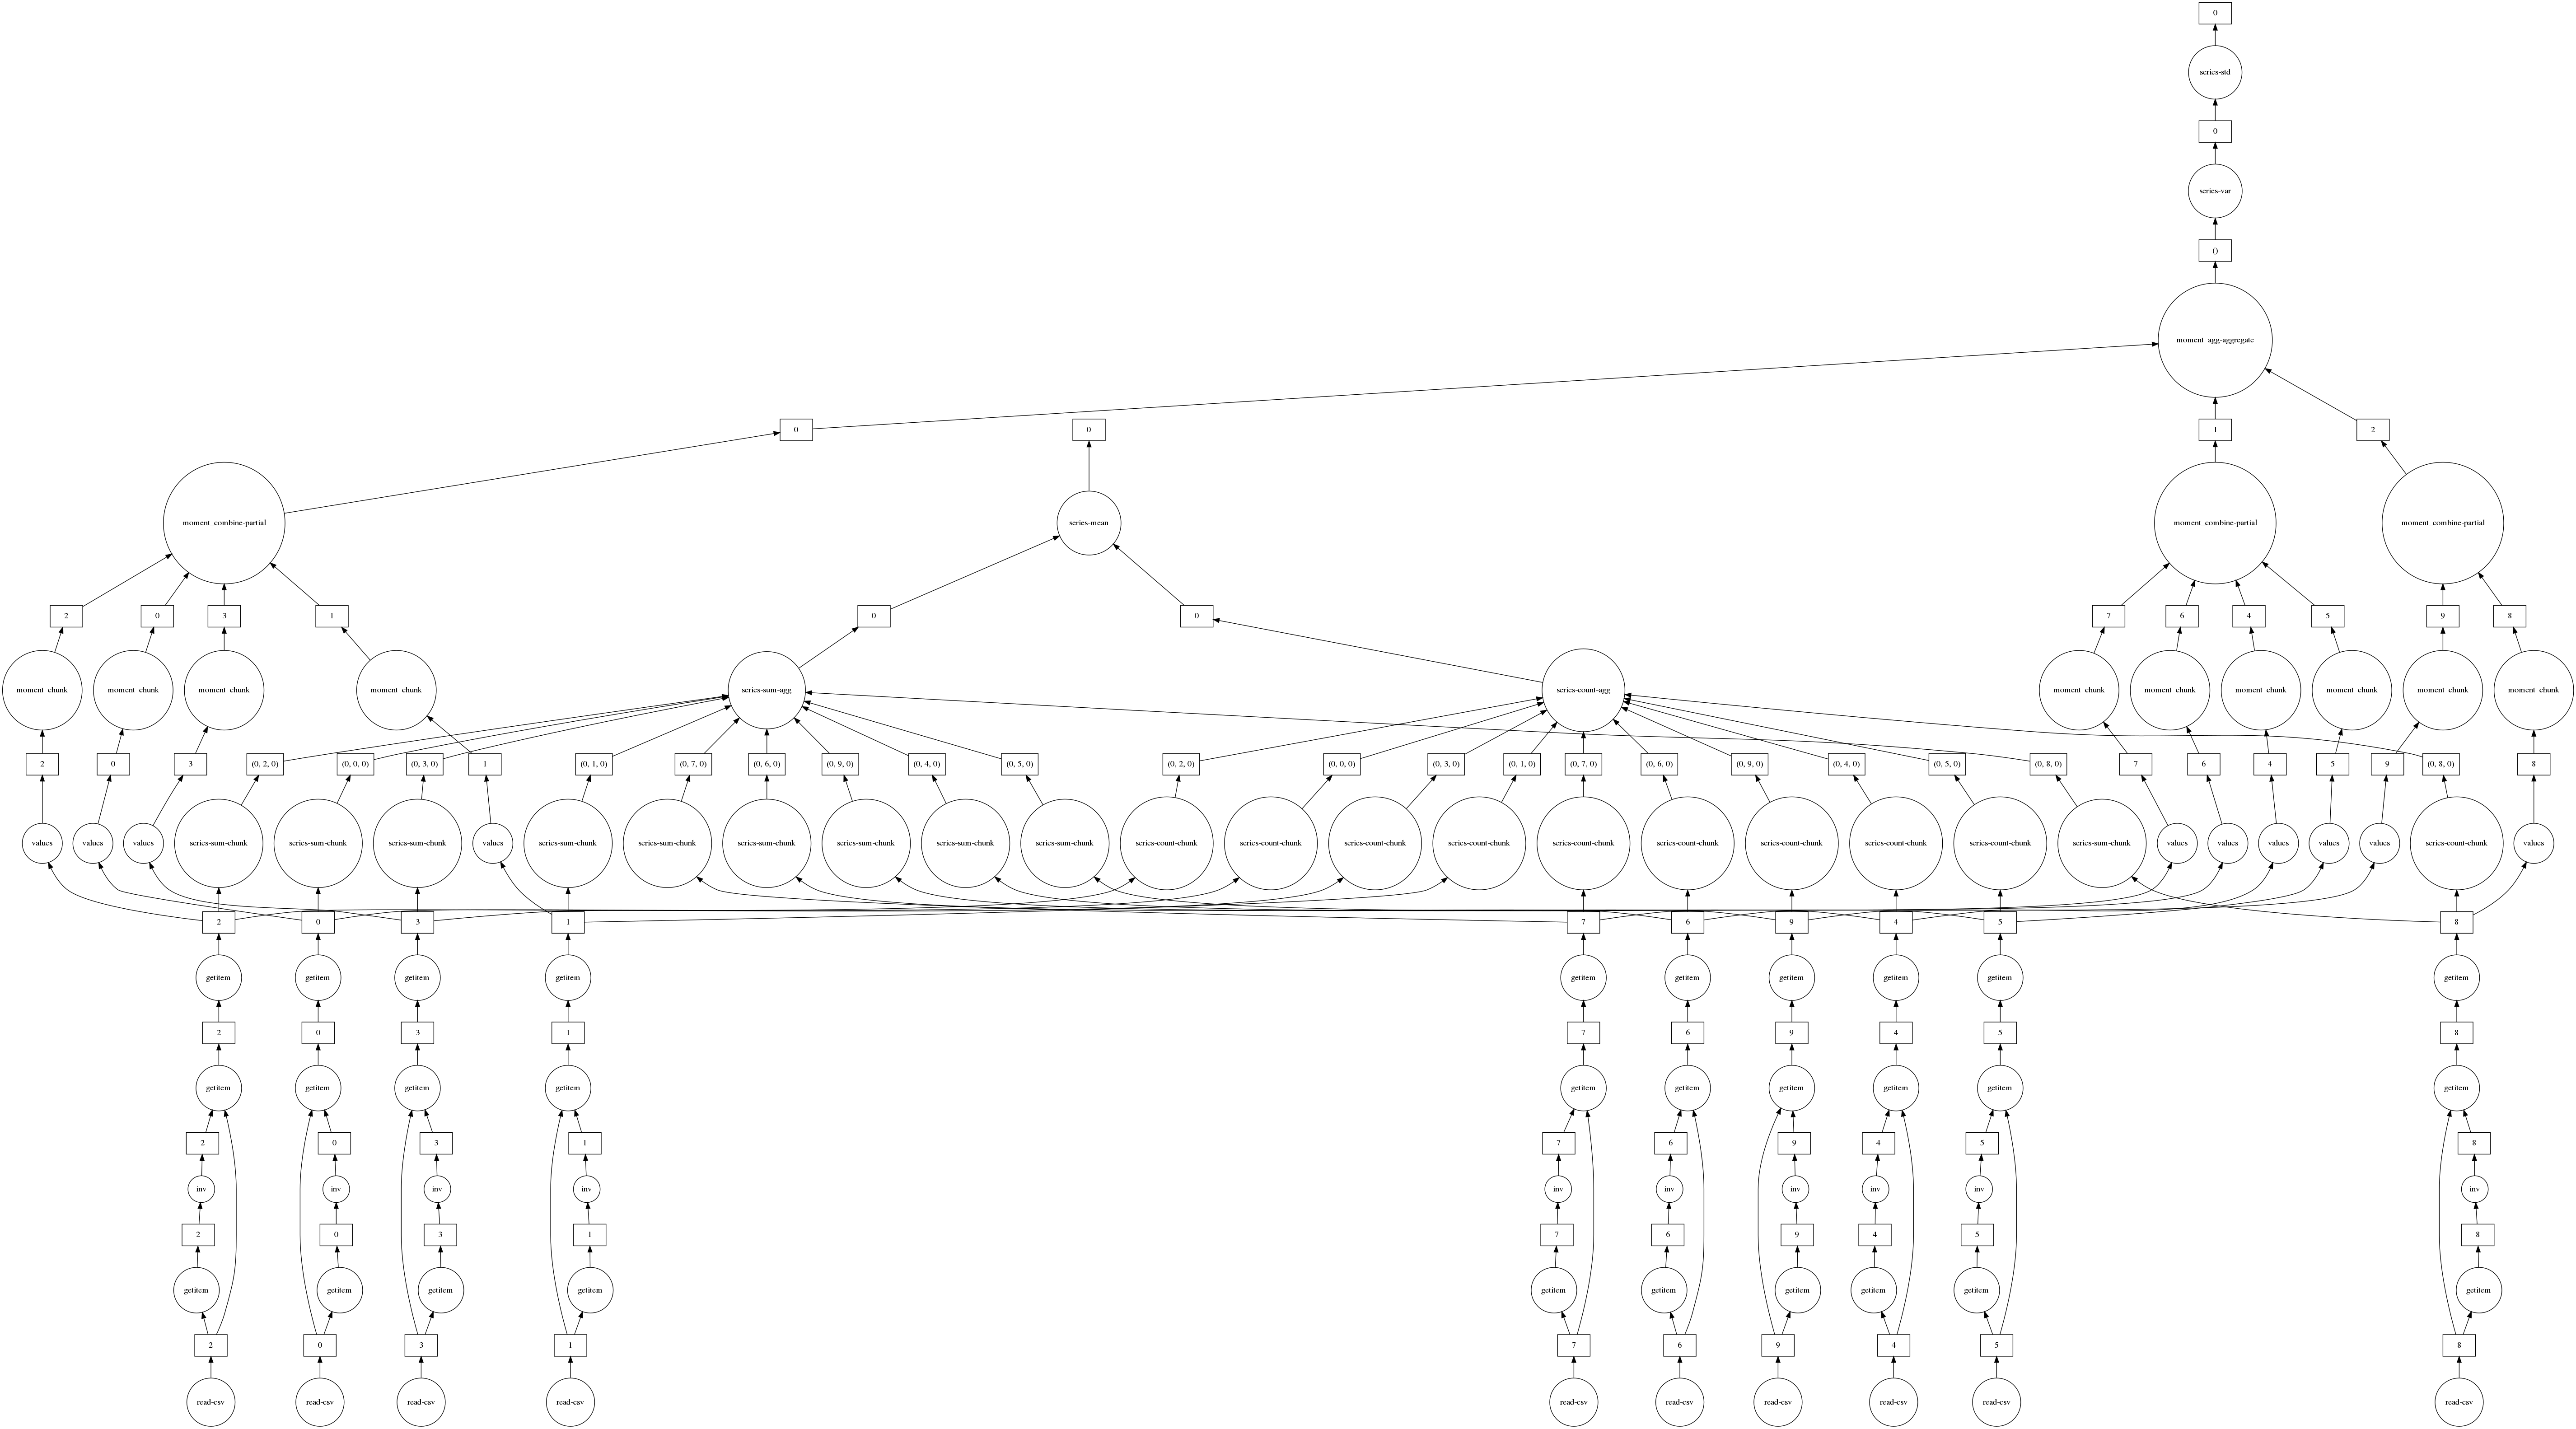 0
series-std
0
series-var
()
moment_agg-aggregate
0 0 1 2
moment_combine-partial series-mean moment_combine-partial moment_combine-partial
2 0 3 1 0 0 7 6 4 5 9 8
moment_chunk moment_chunk moment_chunk moment_chunk series-sum-agg series-count-agg moment_chunk moment_chunk moment_chunk moment_chunk moment_chunk moment_chunk
2 0 3 (0, 2, 0) (0, 0, 0) (0, 3, 0) 1 (0, 1, 0) (0, 7, 0) (0, 6, 0) (0, 9, 0) (0, 4, 0) (0, 5, 0) (0, 2, 0) (0, 0, 0) (0, 3, 0) (0, 1, 0) (0, 7, 0) (0, 6, 0) (0, 9, 0) (0, 4, 0) (0, 5, 0) (0, 8, 0) 7 6 4 5 9 (0, 8, 0) 8
values values values series-sum-chunk series-sum-chunk series-sum-chunk values series-sum-chunk series-sum-chunk series-sum-chunk series-sum-chunk series-sum-chunk series-sum-chunk series-count-chunk series-count-chunk series-count-chunk series-count-chunk series-count-chunk series-count-chunk series-count-chunk series-count-chunk series-count-chunk series-sum-chunk values values values values values series-count-chunk values
2 0 3 1 7 6 9 4 5 8
getitem getitem getitem getitem getitem getitem getitem getitem getitem getitem
2 0 3 1 7 6 9 4 5 8
getitem getitem getitem getitem getitem getitem getitem getitem getitem getitem
2 0 3 1 7 6 9 4 5 8
inv inv inv inv inv inv inv inv inv inv
2 0 3 1 7 6 9 4 5 8
getitem getitem getitem getitem getitem getitem getitem getitem getitem getitem
2 0 3 1 7 6 9 4 5 8
read-csv read-csv read-csv read-csv read-csv read-csv read-csv read-csv read-csv read-csv